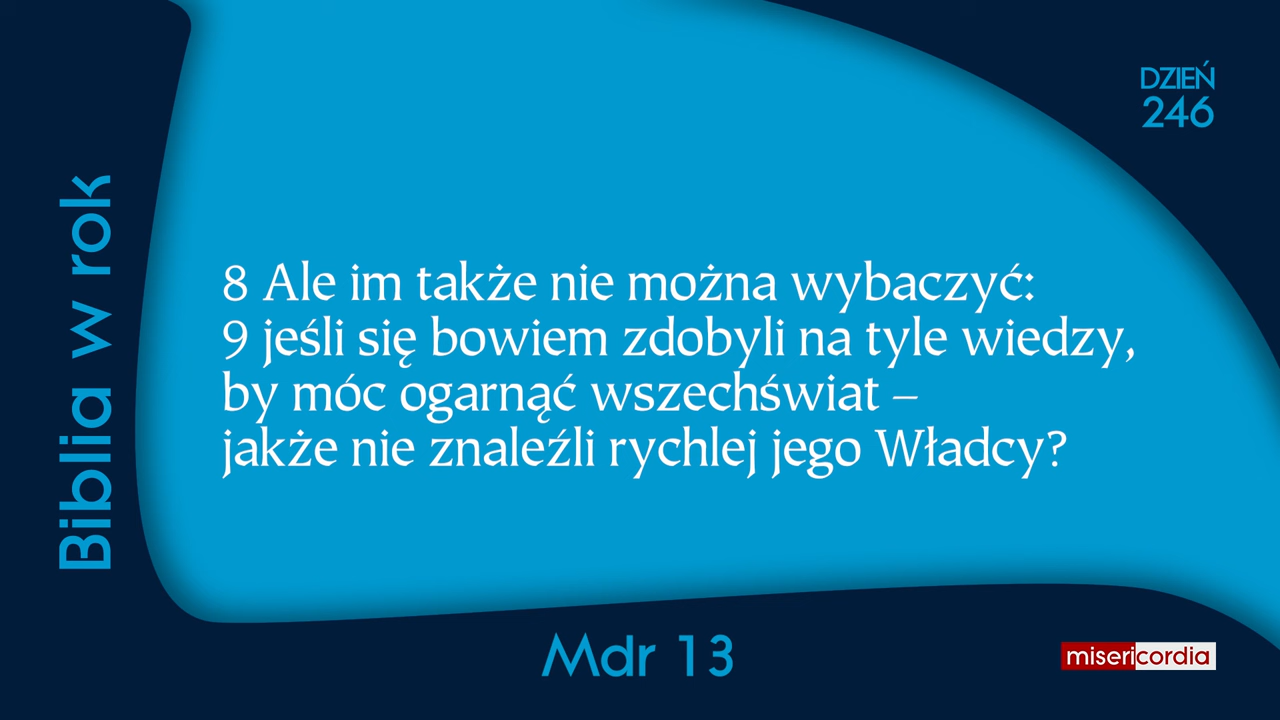 DZIEŃ
246
Biblia w rok
8 Ale im także nie można wybaczyć:
9 jeśli się bowiem zdobyli na tyle wiedzy,
by móc ogarnąć wszechświat –
jakże nie znaleźli rychlej jego Władcy?
Mdr 13
misericordia